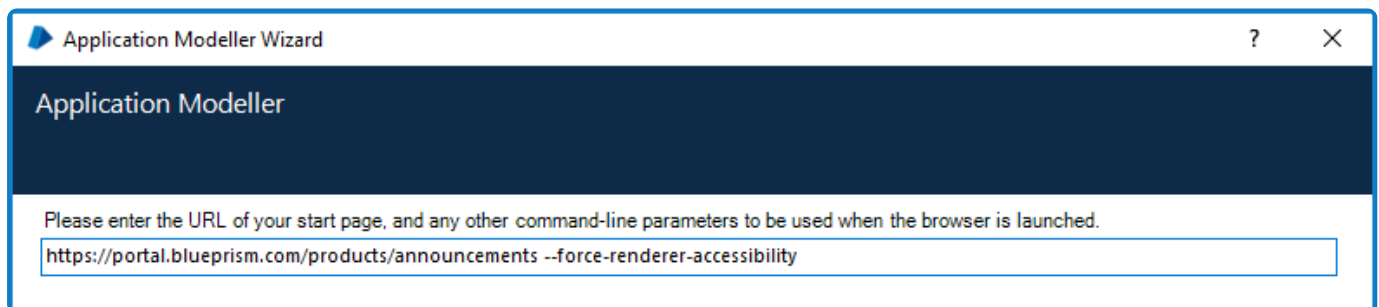 Application Modeller Wizard
Application Modeller
Please enter the URL of your start page, and any other command-line parameters to be used when the browser is launched.
https://portal.blueprism.com/products/announcements --force-renderer-accessibility